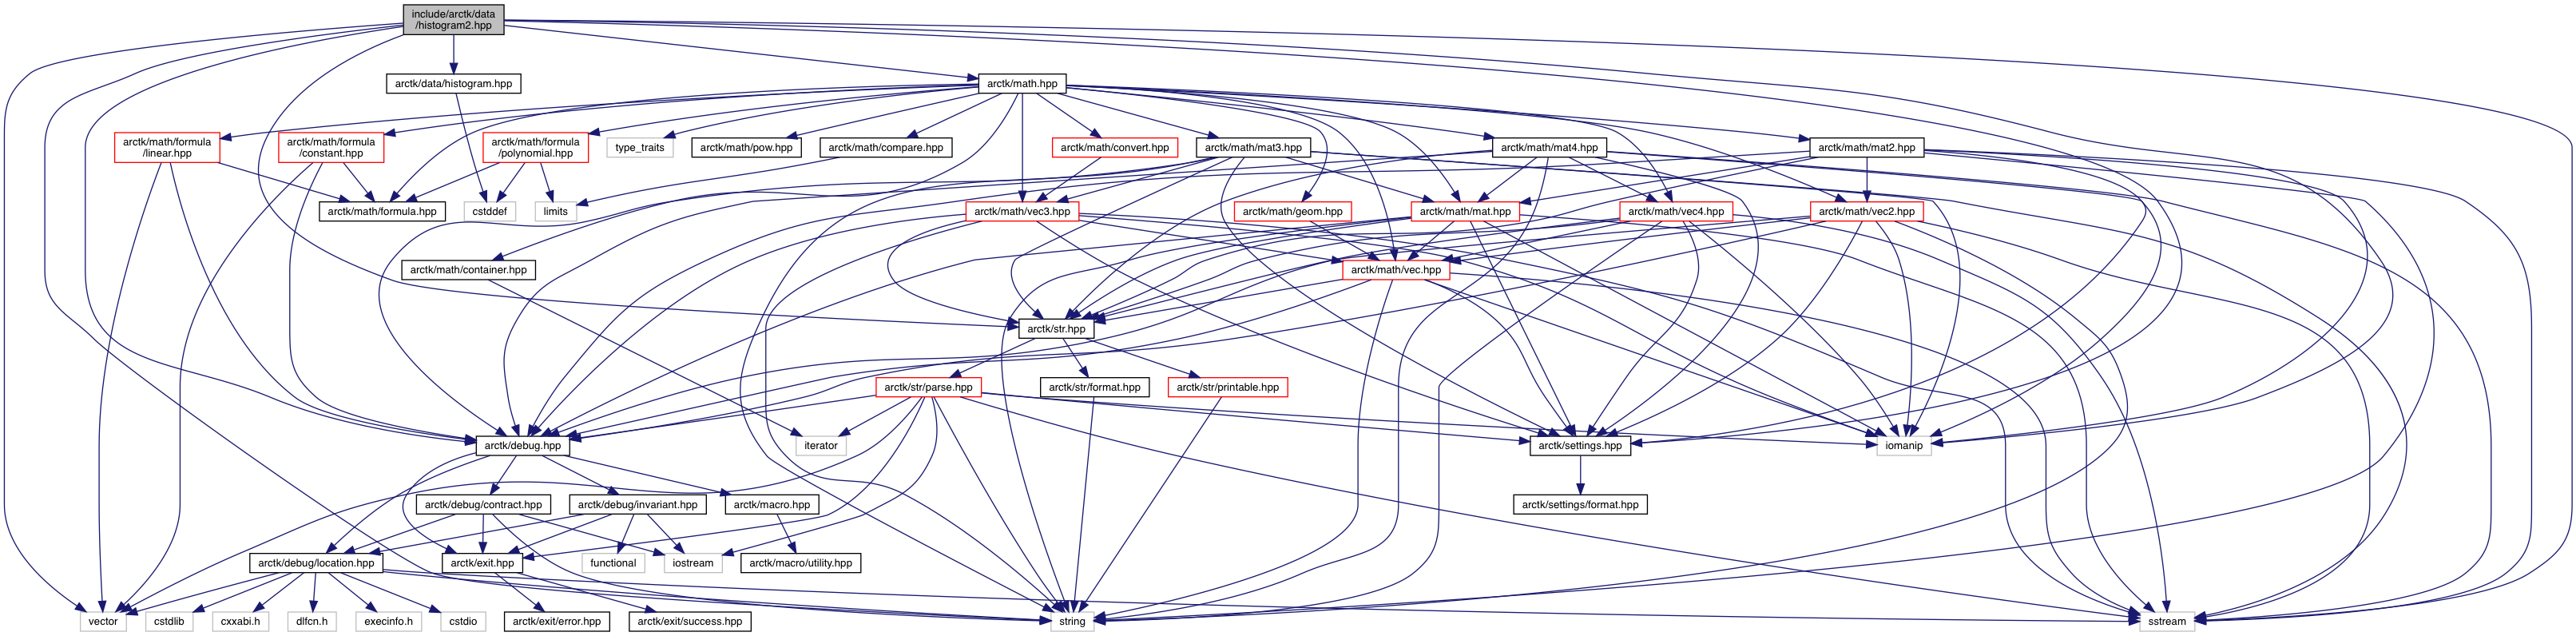 include/arctk/data
/histogram2.hpp
arctk/data/histogram.hpp
arctk/math.hpp
arctk/math/formula
/linear.hpp
arctk/math/formula
/constant.hpp
arctk/math/formula
/polynomial.hpp
type_traits
arctk/math/pow.hpp
arctk/math/compare.hpp
arctk/math/convert.hpp
arctk/math/mat3.hpp
arctk/math/mat4.hpp
arctk/math/mat2.hpp
arctk/math/formula.hpp
cstddef
limits
arctk/math/vec3.hpp
arctk/math/geom.hpp
arctk/math/mat.hpp
arctk/math/vec4.hpp
arctk/math/vec2.hpp
arctk/math/container.hpp
arctk/math/vec.hpp
arctk/str.hpp
arctk/str/parse.hpp
arctk/str/format.hpp
arctk/str/printable.hpp
arctk/debug.hpp
iterator
arctk/settings.hpp
iomanip
arctk/debug/contract.hpp
arctk/debug/invariant.hpp
arctk/macro.hpp
arctk/settings/format.hpp
arctk/debug/location.hpp
arctk/exit.hpp
functional
iostream
arctk/macro/utility.hpp
vector
cstdlib
cxxabi.h
dlfcn.h
execinfo.h
cstdio
arctk/exit/error.hpp
arctk/exit/success.hpp
string
sstream